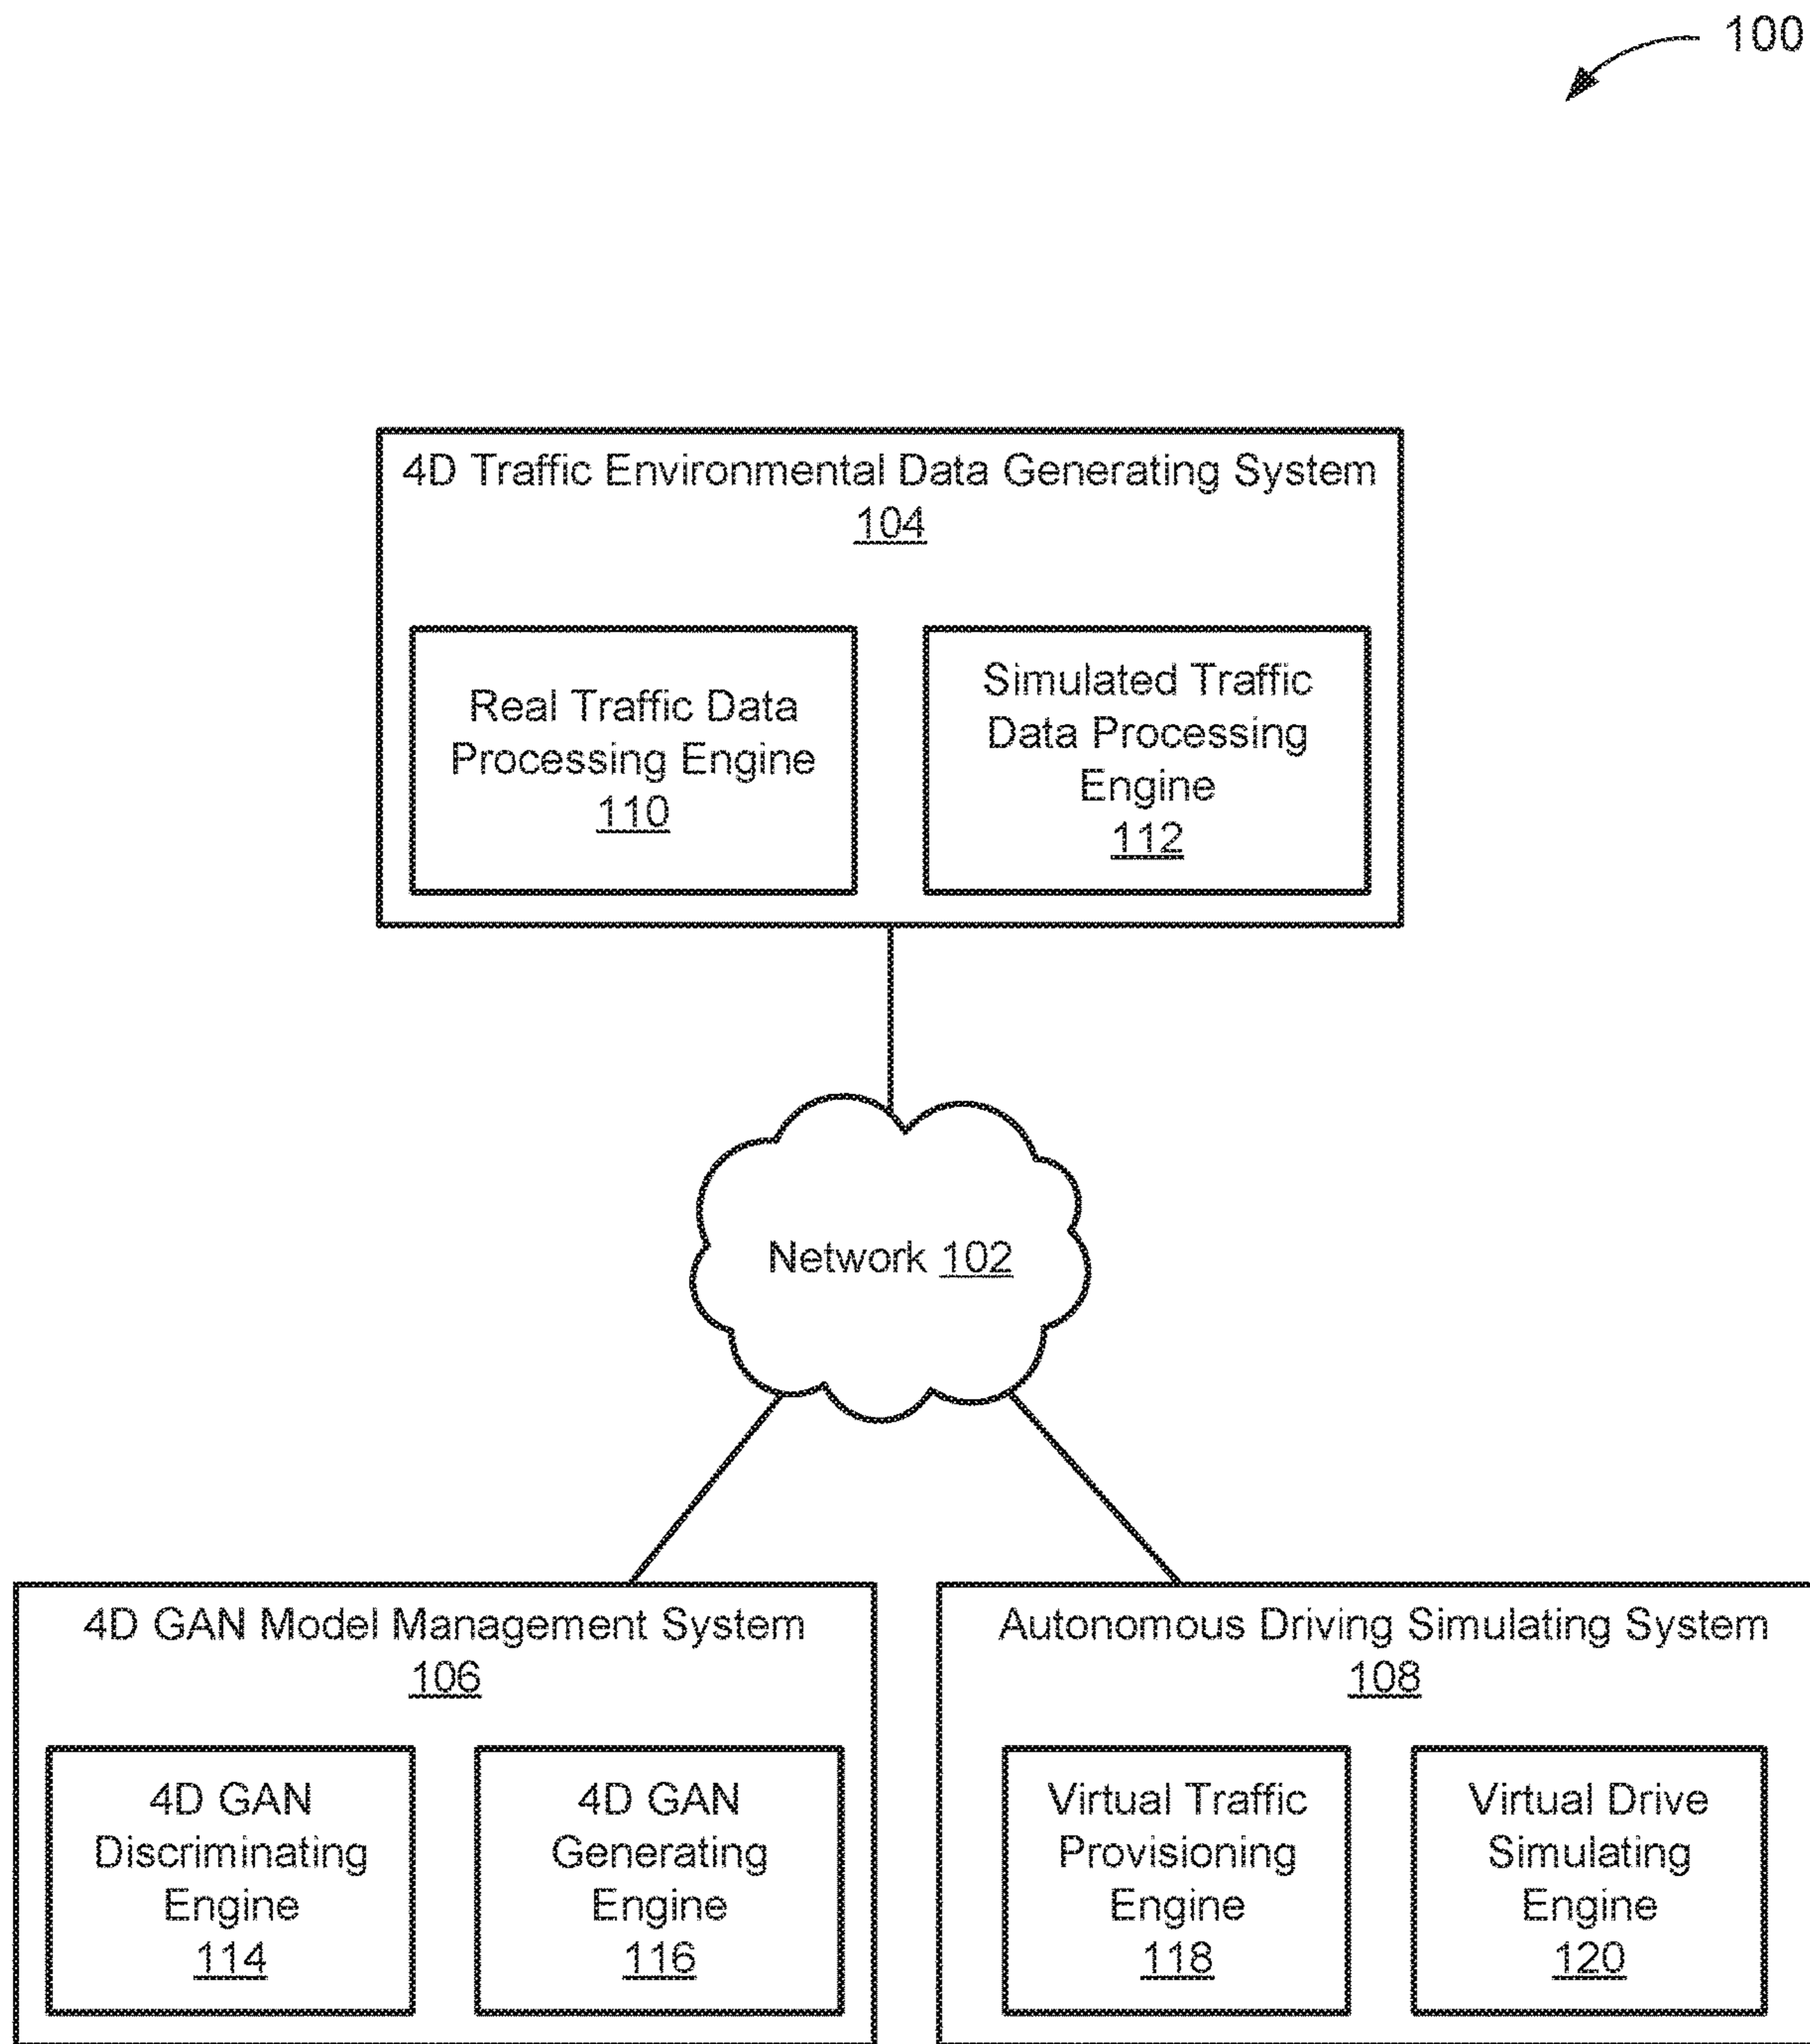 100
4D Traffic Environmental Data Generating System
104
Real Traffic Data
Processing Engine
110
Simulated Traffic
Data Processing
Engine
112
Network 102
4D GAN Model Management System
106
4D GAN
Discriminating
Engine
114
4D GAN
Generating
Engine
116
Autonomous Driving Simulating System
108
Virtual Traffic
Provisioning
Engine
118
Virtual Drive
Simulating
Engine
120